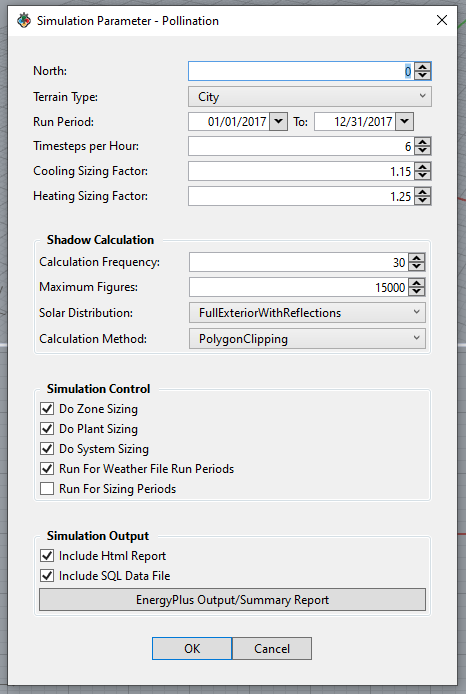 Simulation Parameter - Pollination
North: 0
Terrain Type: City
Run Period: 01/01/2017 To: 12/31/2017
Timesteps per Hour: 6
Cooling Sizing Factor: 1.15
Heating Sizing Factor: 1.25
Shadow Calculation
Calculation Frequency: 30
Maximum Figures: 15000
Solar Distribution: FullExteriorWithReflections
Calculation Method: PolygonClipping
Simulation Control
Do Zone Sizing
Do Plant Sizing
Do System Sizing
Run For Weather File Run Periods
Run For Sizing Periods
Simulation Output
Include Html Report
Include SQL Data File
EnergyPlus Output/Summary Report
OK Cancel